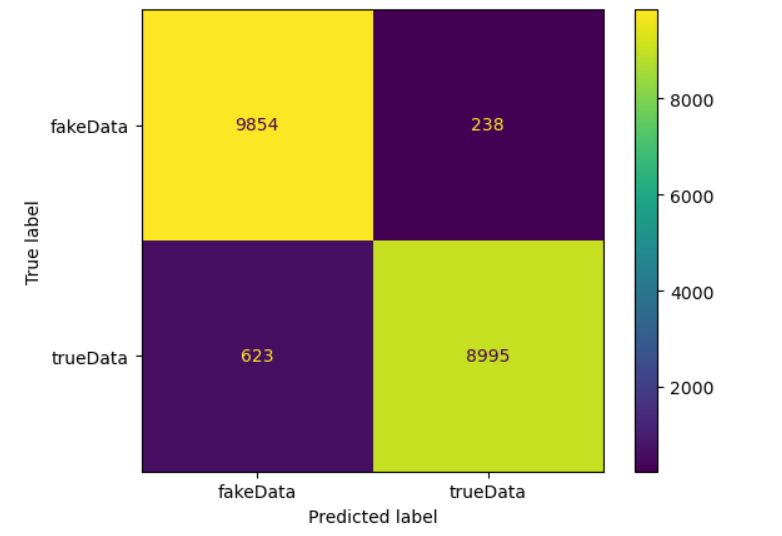 fakeData 9854 238
trueData 623 8995
fakeData trueData
Predicted label
True label
8000
6000
4000
2000